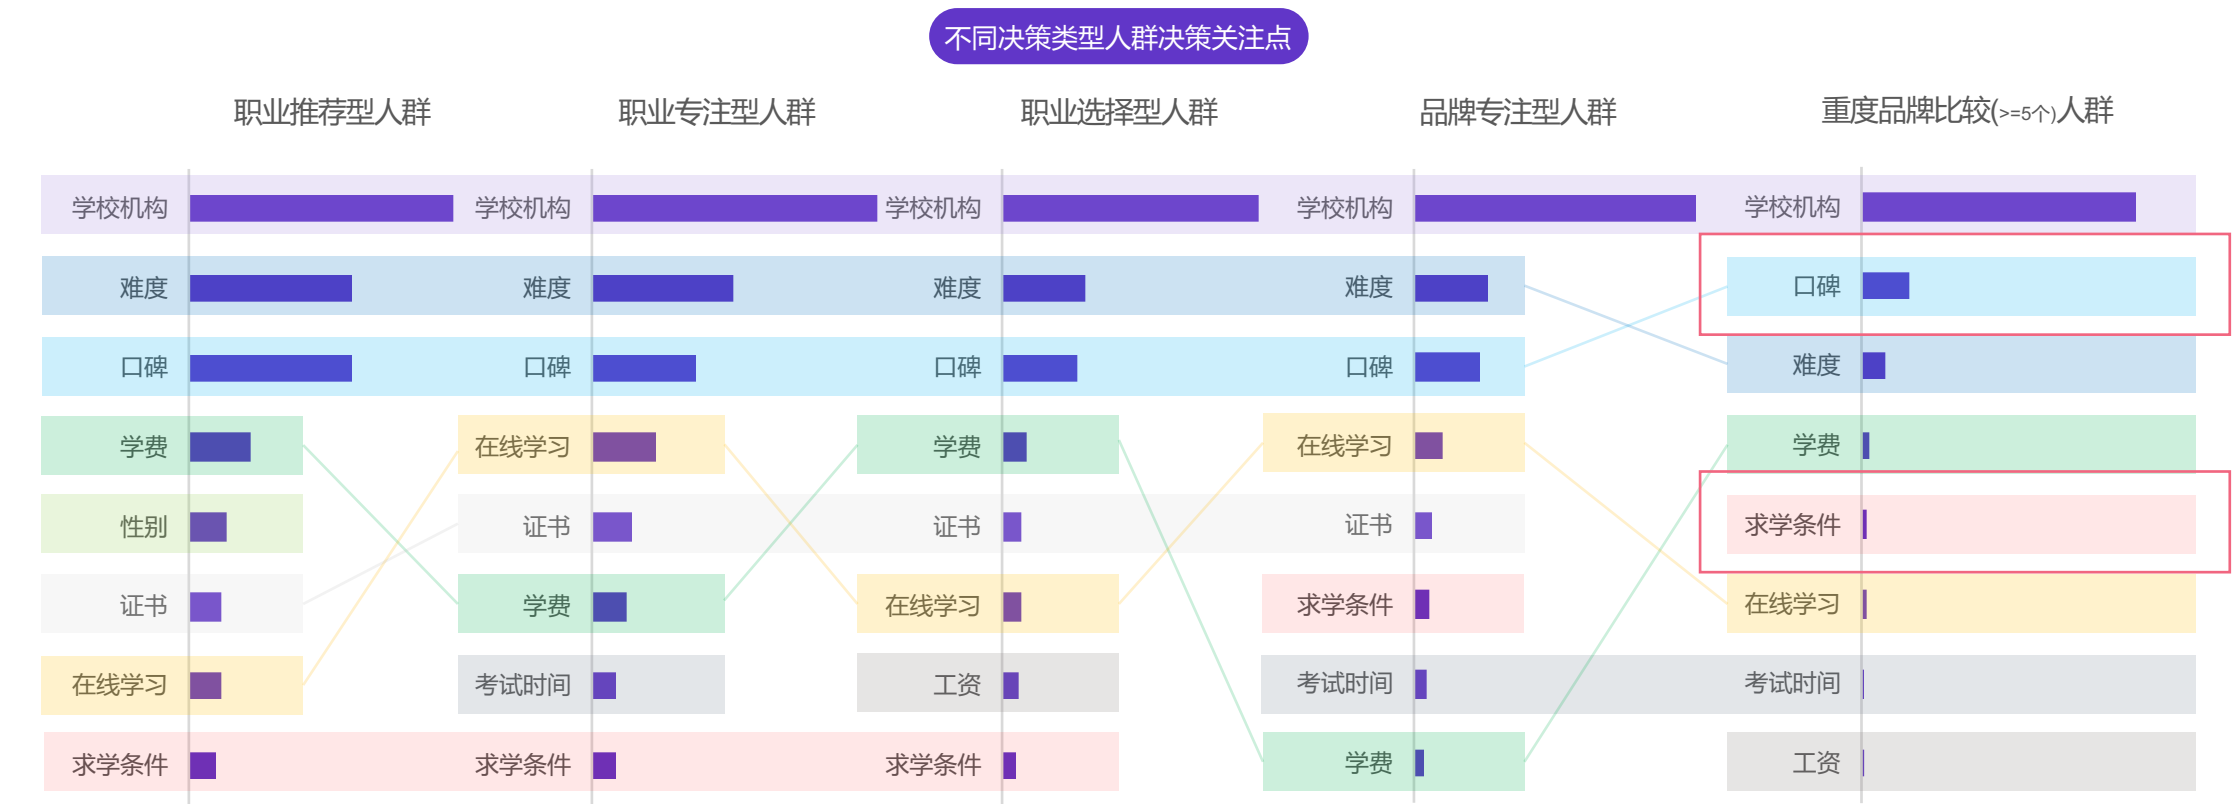 不同决策类型人群决策关注点
职业推荐型人群 职业专注型人群 职业选择型人群 品牌专注型人群 重度品牌比较(>=5个)人群
学校机构 学校机构 学校机构 学校机构 学校机构
难度 难度 难度 难度 口碑
口碑 口碑 口碑 口碑 难度
学费 在线学习 学费 在线学习 学费
性别 证书 证书 证书 求学条件
证书 学费 在线学习 求学条件 在线学习
在线学习 考试时间 工资 考试时间 考试时间
求学条件 求学条件 求学条件 学费 工资